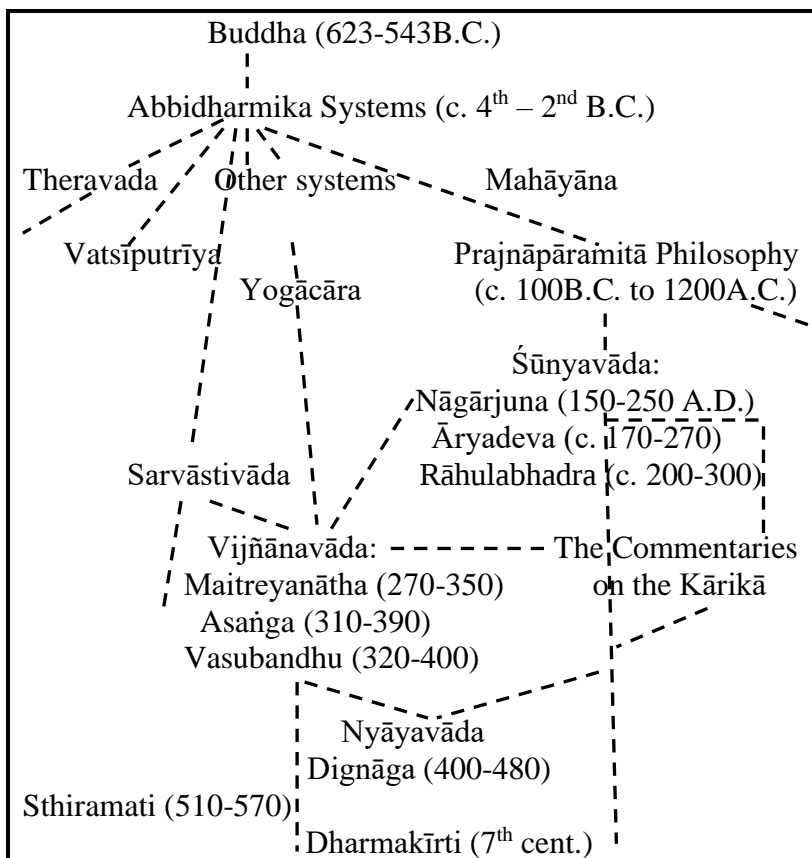 Buddha (623-543B.C.)
Abbidharmika Systems (c. 4th – 2nd B.C.)
Theravada Other systems Mahāyāna
Vatsīputrīya Prajnāpāramitā Philosophy
Yogācāra (c. 100B.C. to 1200A.C.)
Śūnyavāda:
Nāgārjuna (150-250 A.D.)
Āryadeva (c. 170-270)
Sarvāstivāda Rāhulabhadra (c. 200-300)
Vijñānavāda: The Commentaries
Maitreyanātha (270-350) on the Kārikā
Asaṅga (310-390)
Vasubandhu (320-400)
Nyāyavāda
Dignāga (400-480)
Sthiramati (510-570)
Dharmakīrti (7th cent.)